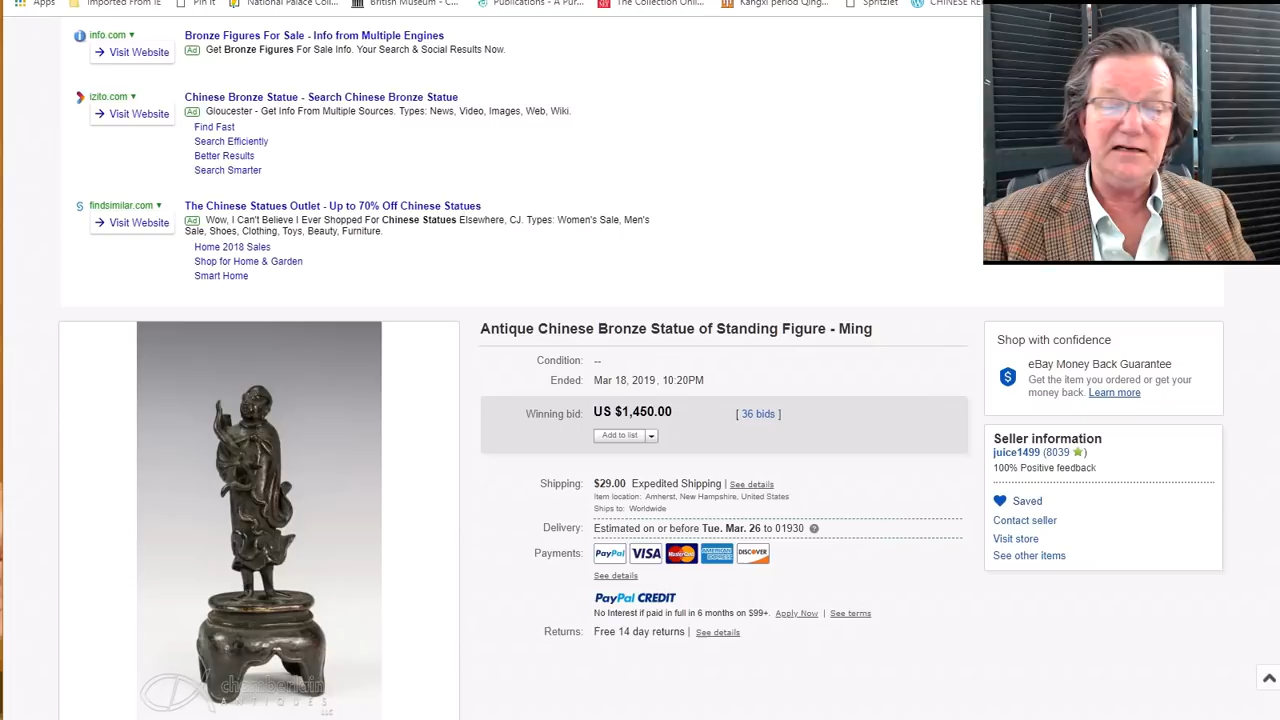 Apps
Imported From IE
Pin It
National Palace Coll...
British Museum - C...
Publications - A Pur...
The Collection Onli...
Kangxi period Qing...
Spritzlet
CHINESE RE
info.com ▾
Bronze Figures For Sale - Info from Multiple Engines
→ Visit Website
Ad Get Bronze Figures For Sale Info. Your Search & Social Results Now.
izito.com ▾
Chinese Bronze Statue - Search Chinese Bronze Statue
→ Visit Website
Ad Gloucester - Get Info From Multiple Sources. Types: News, Video, Images, Web, Wiki.
Find Fast
Search Efficiently
Better Results
Search Smarter
findsimilar.com ▾
The Chinese Statues Outlet - Up to 70% Off Chinese Statues
→ Visit Website
Ad Wow, I Can't Believe I Ever Shopped For Chinese Statues Elsewhere, CJ. Types: Women's Sale, Men's
Sale, Shoes, Clothing, Toys, Beauty, Furniture.
Home 2018 Sales
Shop for Home & Garden
Smart Home
Antique Chinese Bronze Statue of Standing Figure - Ming
Condition: --
Ended: Mar 18, 2019 , 10:20PM
Winning bid: US $1,450.00 [ 36 bids ]
Add to list
Shipping: $29.00 Expedited Shipping | See details
Item location: Amherst, New Hampshire, United States
Ships to: Worldwide
Delivery: Estimated on or before Tue. Mar. 26 to 01930
Payments: PayPal VISA MasterCard AMERICAN EXPRESS DISCOVER
See details
PayPal CREDIT
No Interest if paid in full in 6 months on $99+. Apply Now | See terms
Returns: Free 14 day returns | See details
Shop with confidence
eBay Money Back Guarantee
Get the item you ordered or get your
money back. Learn more
Seller information
juice1499 (8039 ★)
100% Positive feedback
Saved
Contact seller
Visit store
See other items
chamberlain
ANTIQUES
LLC